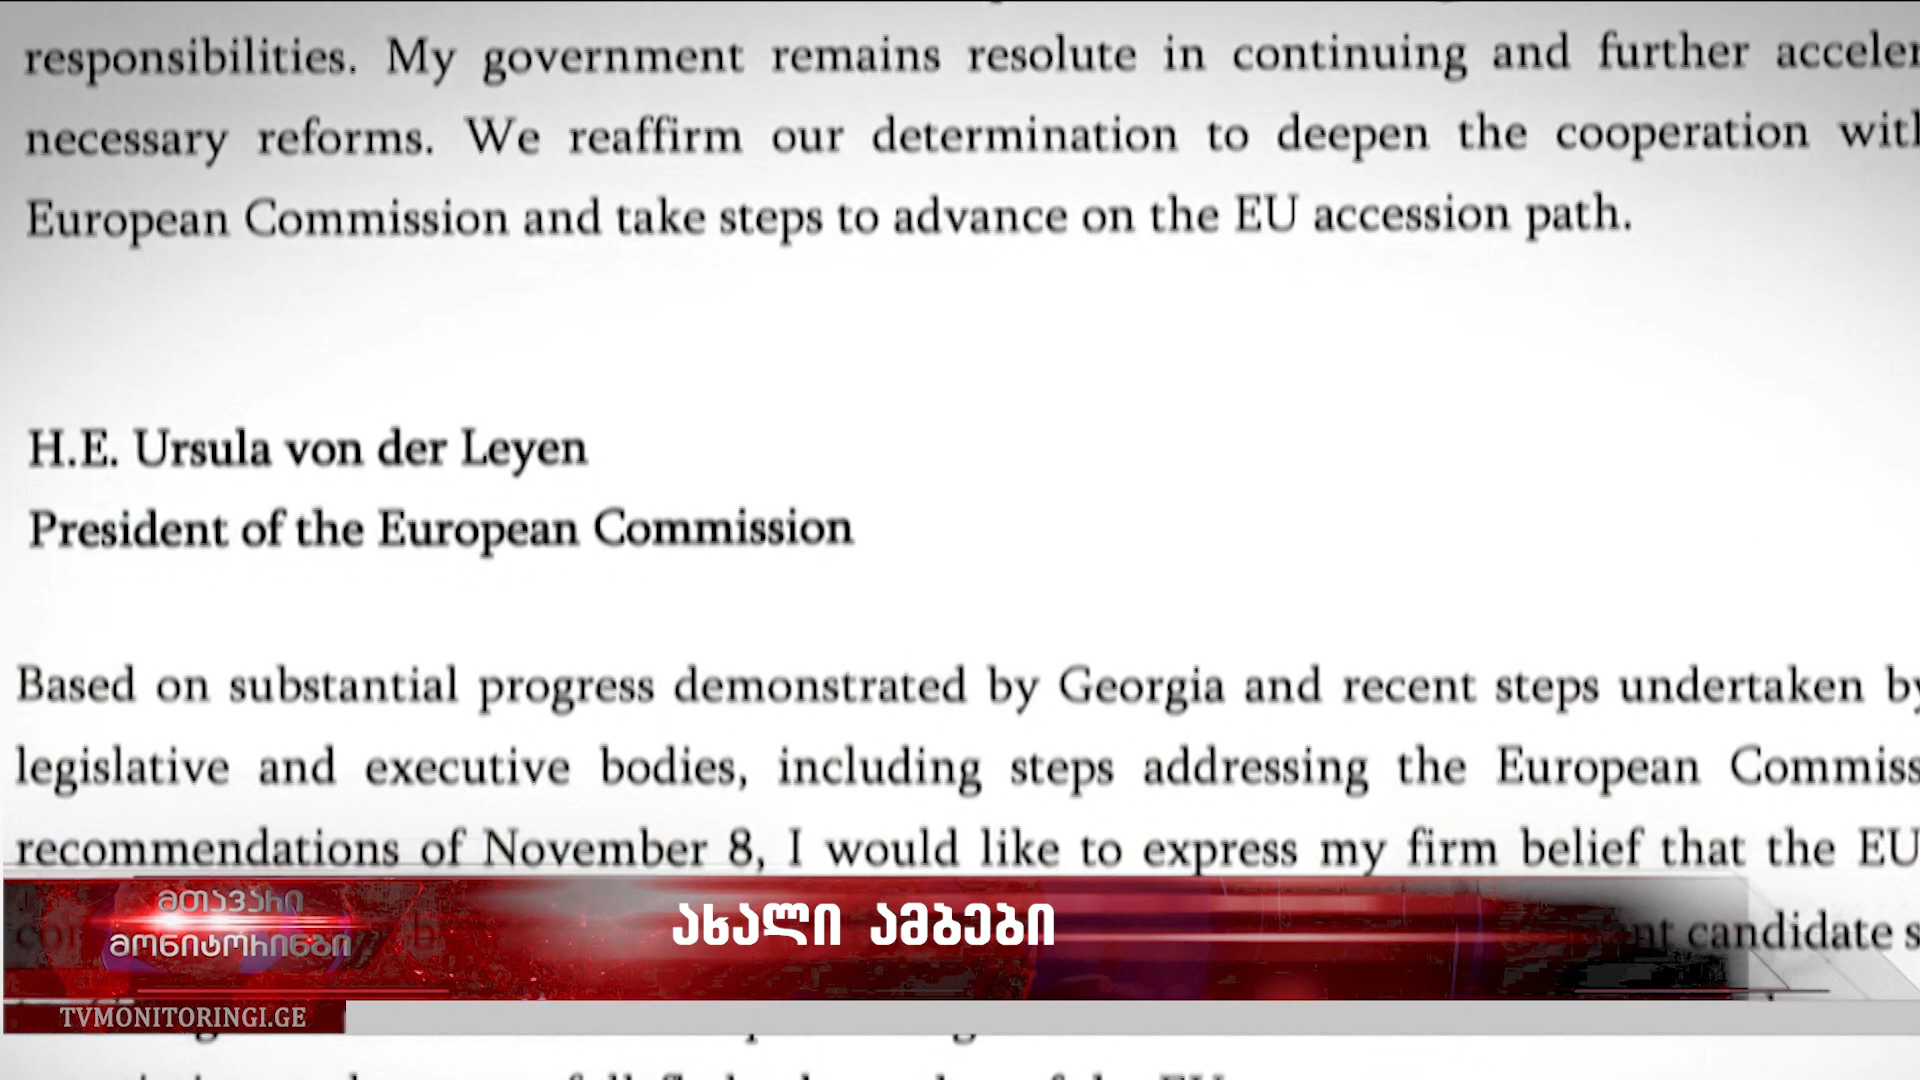 responsibilities. My government remains resolute in continuing and further acceler
necessary reforms. We reaffirm our determination to deepen the cooperation with
European Commission and take steps to advance on the EU accession path.
H.E. Ursula von der Leyen
President of the European Commission
Based on substantial progress demonstrated by Georgia and recent steps undertaken by
legislative and executive bodies, including steps addressing the European Commiss
recommendations of November 8, I would like to express my firm belief that the EU
candidate s
მთავარი
მონიტორინგი
ახალი ამბები
TVMONITORINGI.GE